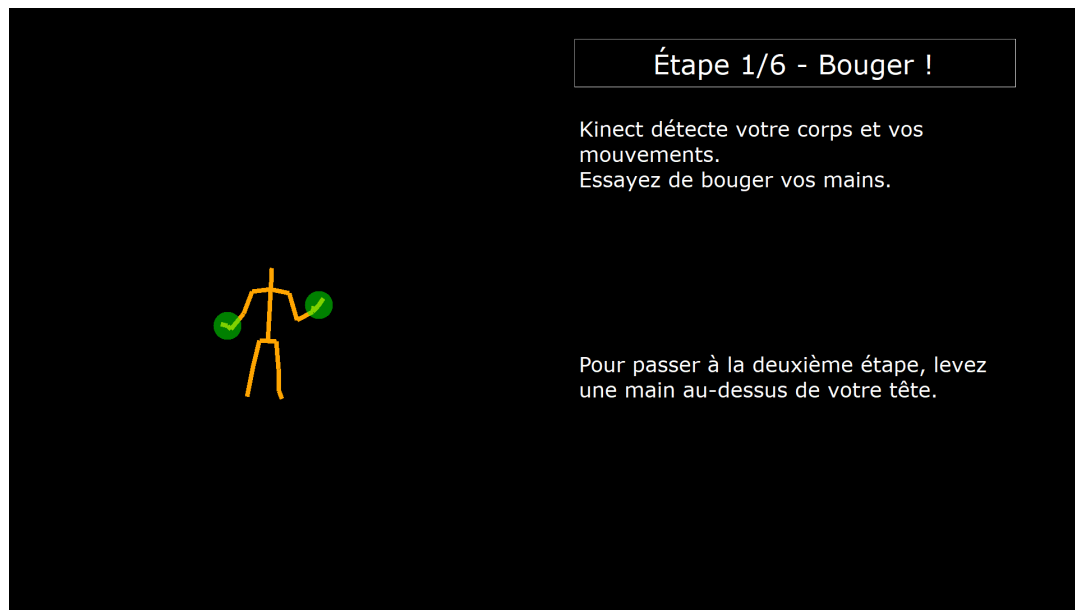 Étape 1/6 - Bouger !
Kinect détecte votre corps et vos
mouvements.
Essayez de bouger vos mains.
Pour passer à la deuxième étape, levez
une main au-dessus de votre tête.